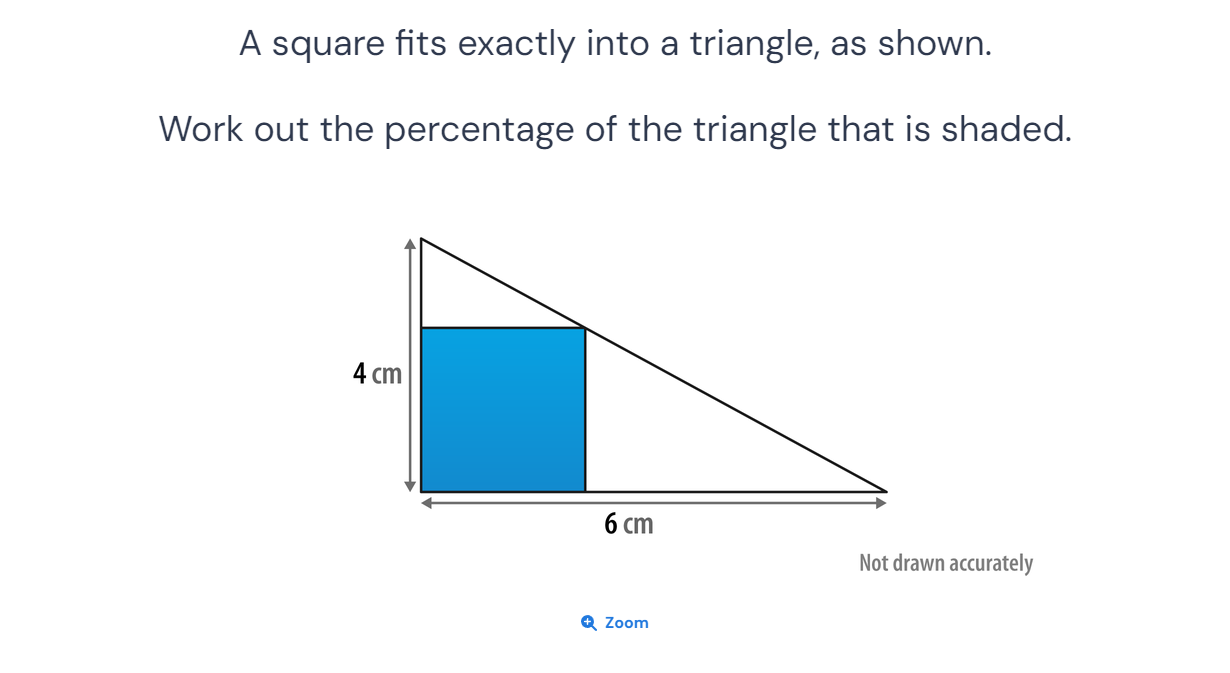 A square fits exactly into a triangle, as shown.
Work out the percentage of the triangle that is shaded.
4 cm
6 cm
Not drawn accurately
Zoom